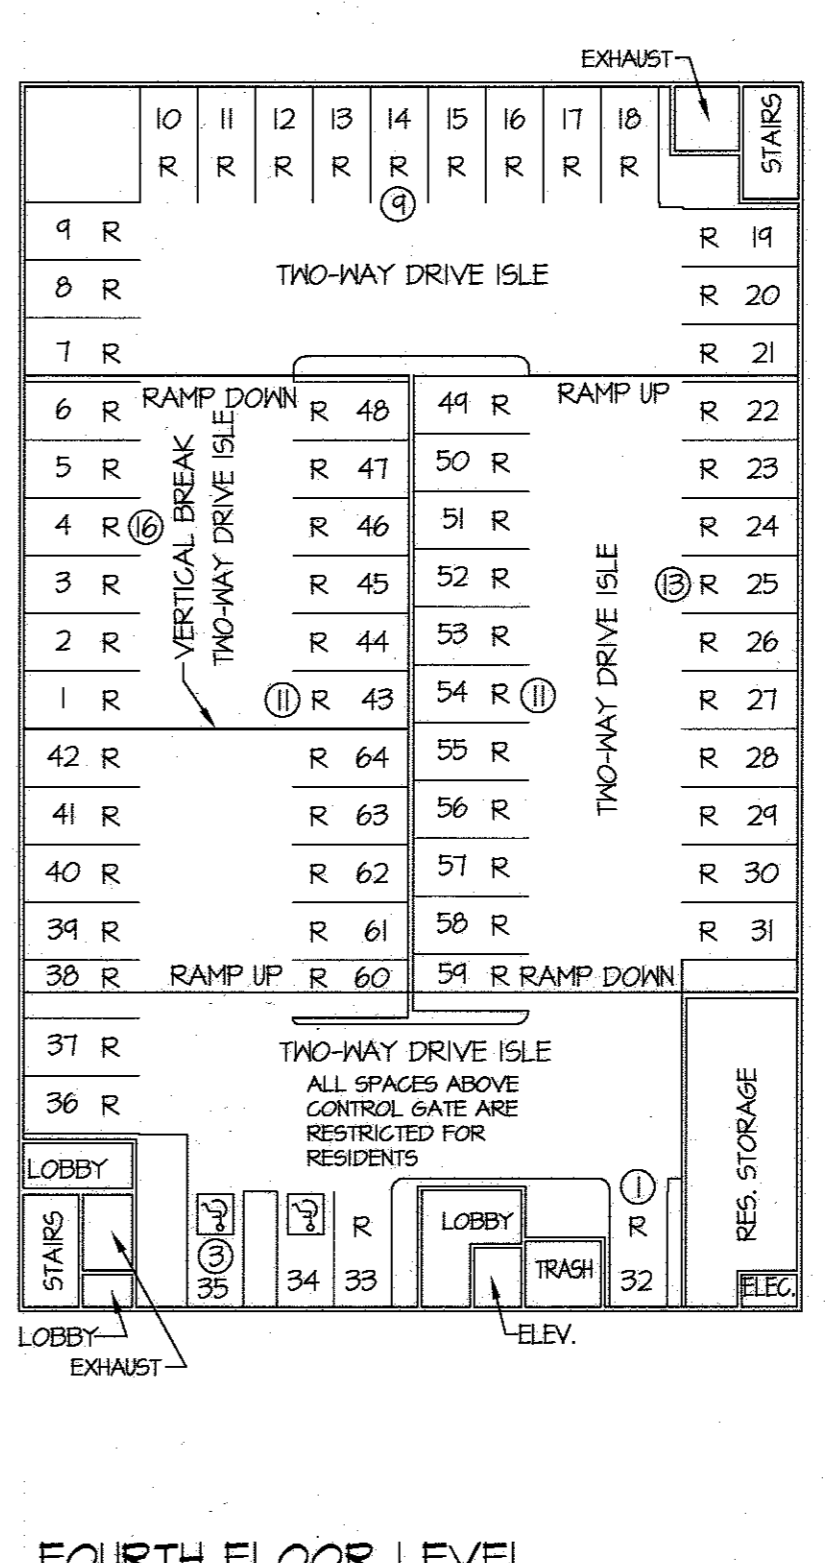 EXHAUST
10 11 12 13 14 15 16 17 18
R R R R R R R R R
STAIRS
9
9 R
R 19
TWO-WAY DRIVE ISLE
8 R
R 20
7 R
R 21
RAMP DOWN
RAMP UP
6 R
R 48
49 R
R 22
5 R
R 47
50 R
R 23
4 R 16
R 46
51 R
R 24
VERTICAL BREAK
TWO-WAY DRIVE ISLE
TWO-WAY DRIVE ISLE
3 R
R 45
52 R
13 R 25
2 R
R 44
53 R
R 26
1 R
11 R 43
54 R 11
R 27
42 R
R 64
55 R
R 28
41 R
R 63
56 R
R 29
40 R
R 62
57 R
R 30
39 R
R 61
58 R
R 31
38 R
RAMP UP
R 60
59 R
RAMP DOWN
37 R
TWO-WAY DRIVE ISLE
ALL SPACES ABOVE
CONTROL GATE ARE
RESTRICTED FOR
RESIDENTS
36 R
RES. STORAGE
LOBBY
STAIRS
3
35
34
R
33
LOBBY
TRASH
1
R
32
ELEC.
LOBBY
EXHAUST
ELEV.
FOURTH FLOOR LEVEL